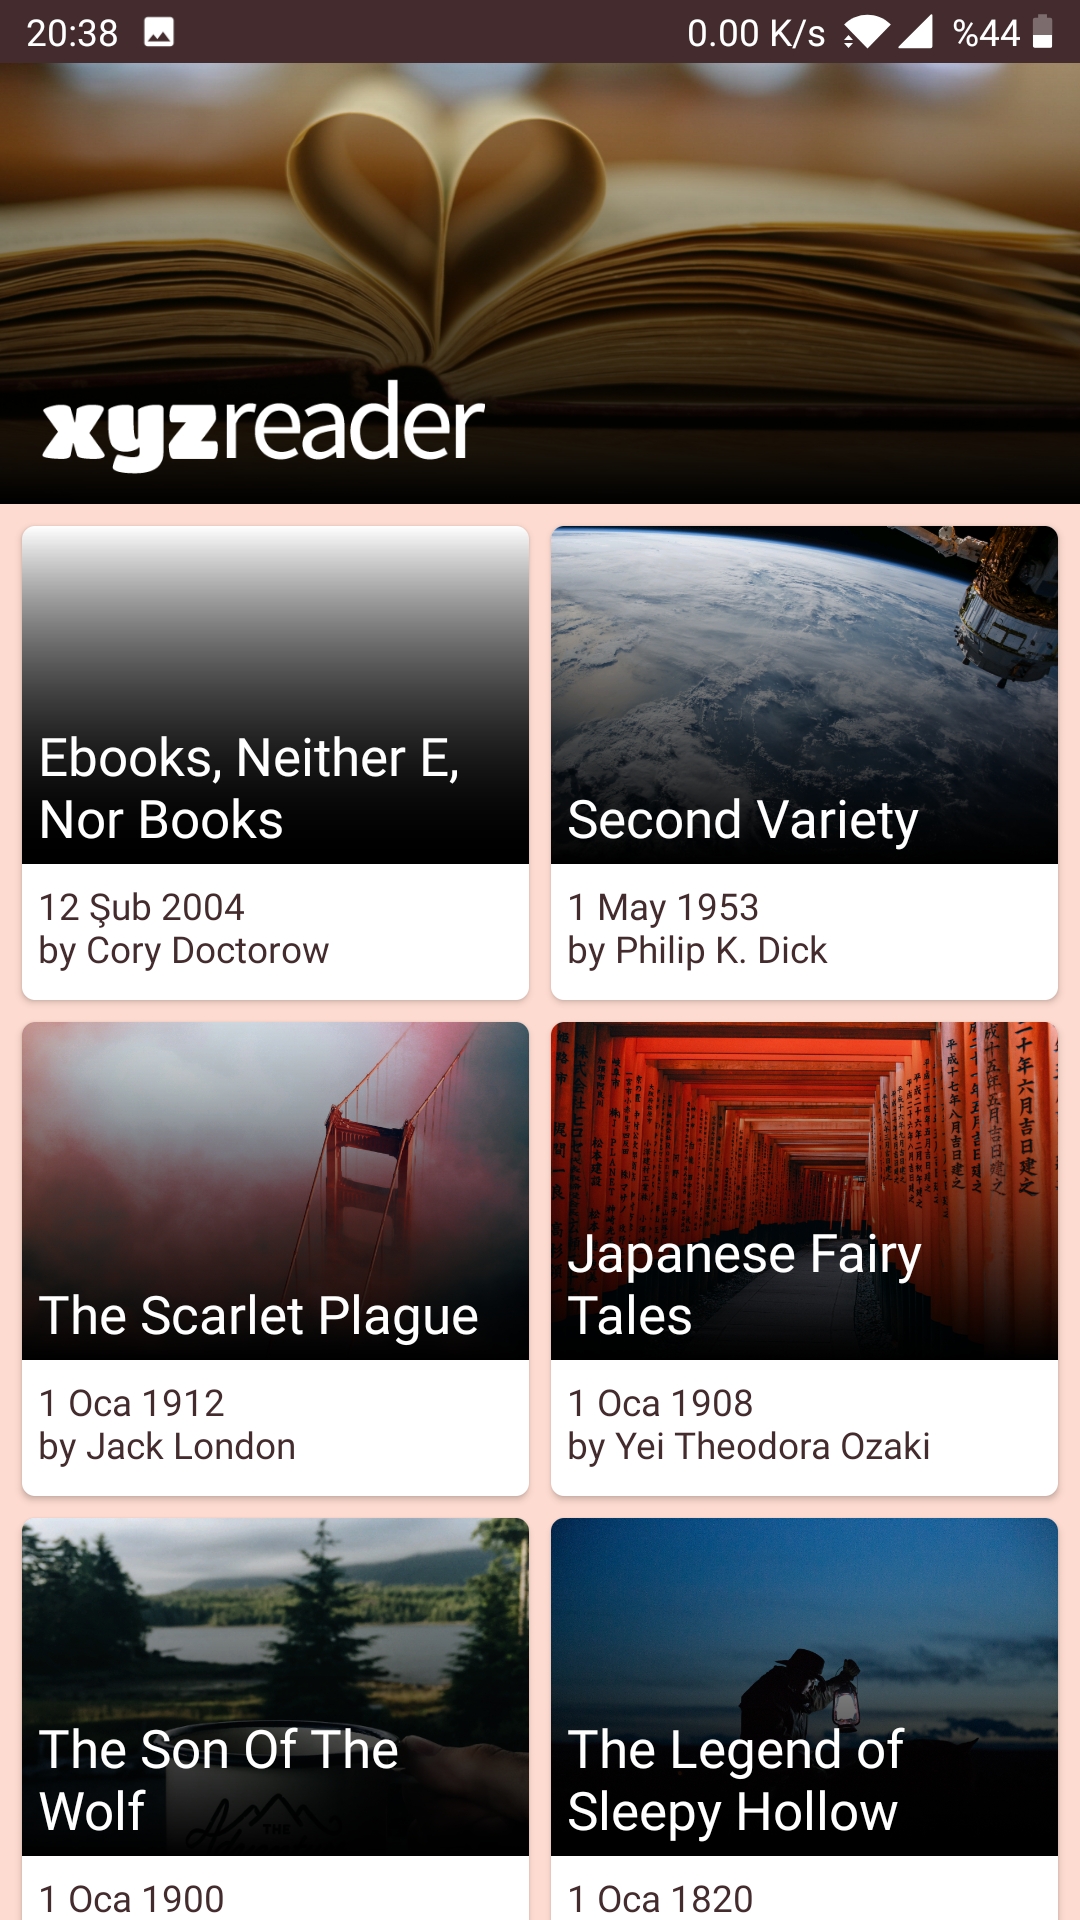 20:38
0.00 K/s
%44
xyzreader
Ebooks, Neither E,
Nor Books
12 Şub 2004
by Cory Doctorow
Second Variety
1 May 1953
by Philip K. Dick
The Scarlet Plague
1 Oca 1912
by Jack London
Japanese Fairy
Tales
1 Oca 1908
by Yei Theodora Ozaki
The Son Of The
Wolf
THE
1 Oca 1900
The Legend of
Sleepy Hollow
1 Oca 1820